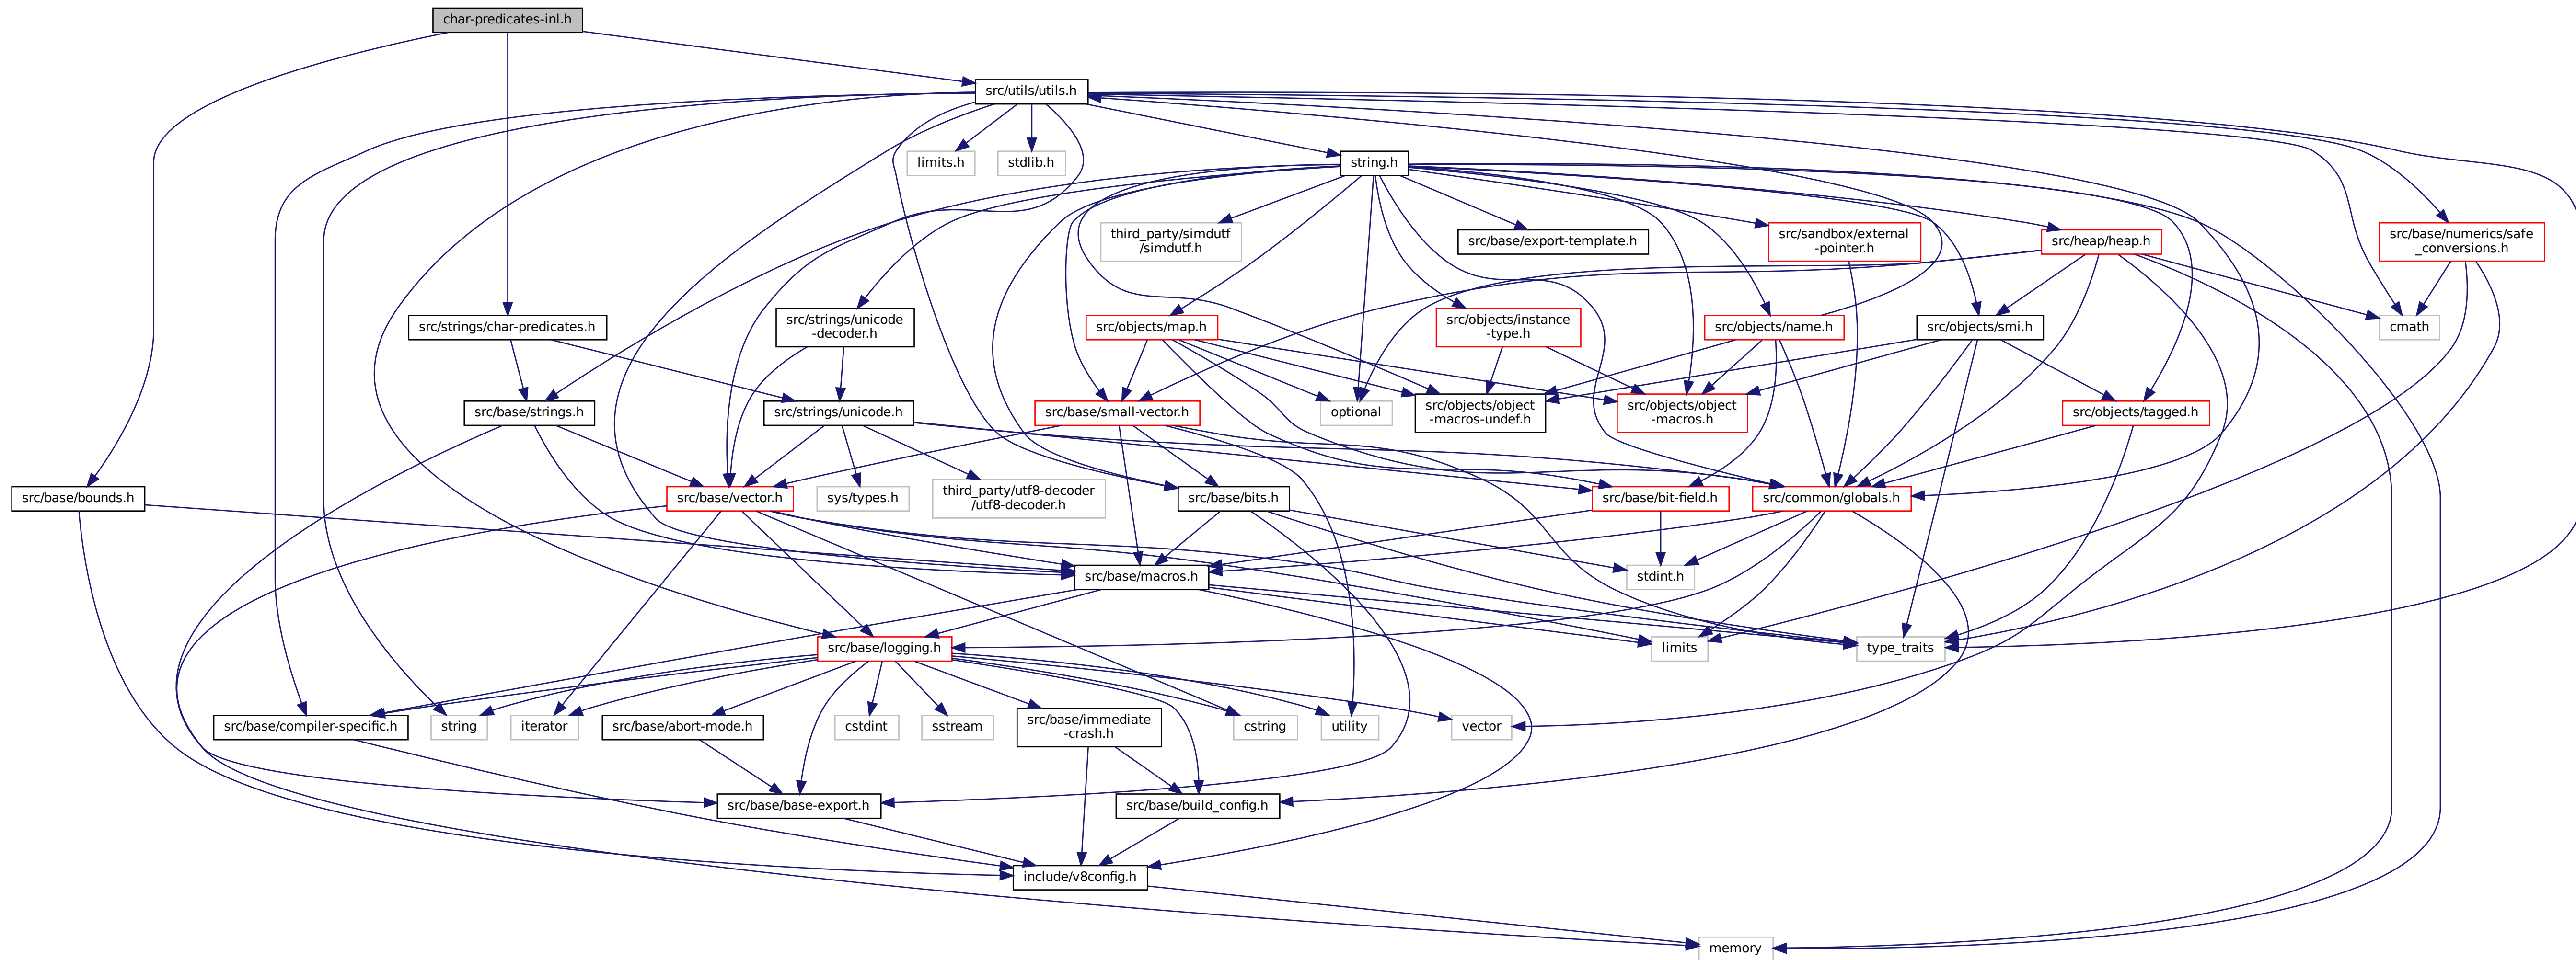 char-predicates-inl.h
src/utils/utils.h
limits.h
stdlib.h
string.h
third_party/simdutf
/simdutf.h
src/base/export-template.h
src/sandbox/external
-pointer.h
src/heap/heap.h
src/base/numerics/safe
_conversions.h
src/strings/char-predicates.h
src/strings/unicode
-decoder.h
src/objects/map.h
src/objects/instance
-type.h
src/objects/name.h
src/objects/smi.h
cmath
src/base/strings.h
src/strings/unicode.h
src/base/small-vector.h
optional
src/objects/object
-macros-undef.h
src/objects/object
-macros.h
src/objects/tagged.h
src/base/bounds.h
src/base/vector.h
sys/types.h
third_party/utf8-decoder
/utf8-decoder.h
src/base/bits.h
src/base/bit-field.h
src/common/globals.h
src/base/macros.h
stdint.h
src/base/logging.h
limits
type_traits
src/base/compiler-specific.h
string
iterator
src/base/abort-mode.h
cstdint
sstream
src/base/immediate
-crash.h
cstring
utility
vector
src/base/base-export.h
src/base/build_config.h
include/v8config.h
memory